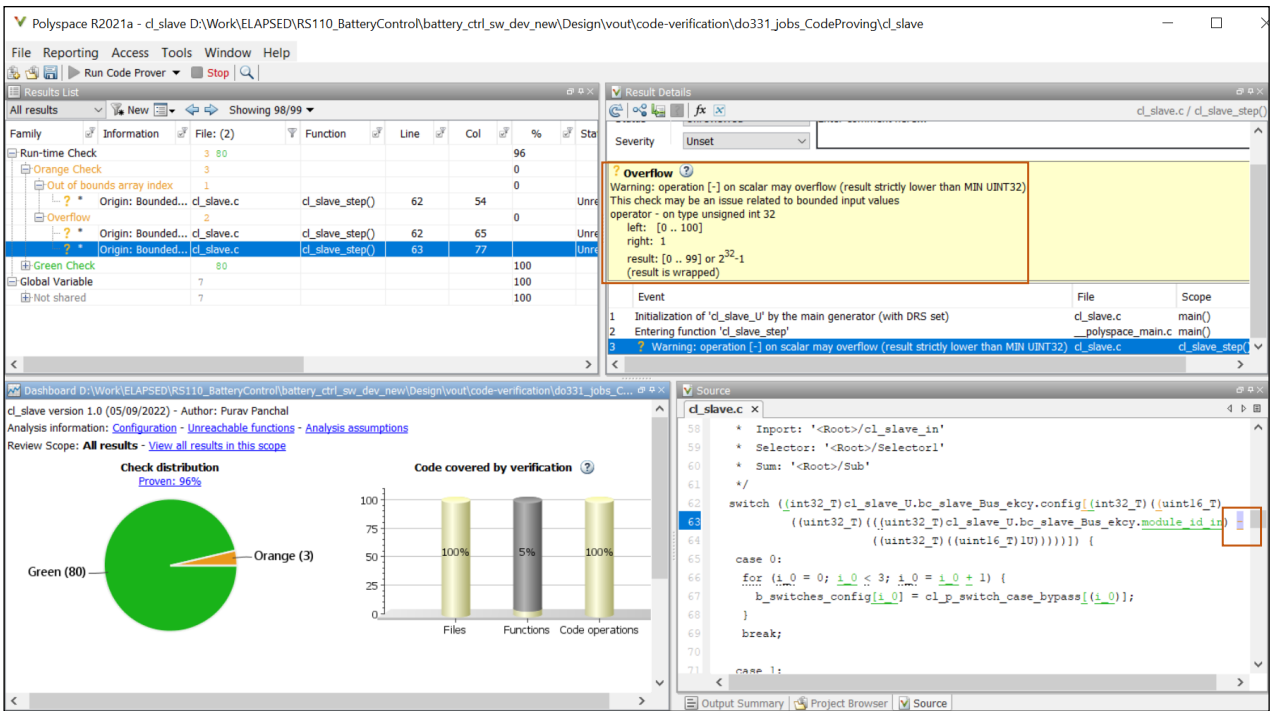 Polyspace R2021a - cl_slave D:\Work\ELAPSED\RS110_BatteryControl\battery_ctrl_sw_dev_new\Design\vout\code-verification\do331_jobs_CodeProving\cl_slave
File Reporting Access Tools Window Help
Run Code Prover Stop
Results List
All results New Showing 98/99
Family Information File: (2) Function Line Col % Sta
Run-time Check 3 80 96
Orange Check 3 0
Out of bounds array index 1 0
? * Origin: Bounded... cl_slave.c cl_slave_step() 62 54 Unre
Overflow 2 0
? * Origin: Bounded... cl_slave.c cl_slave_step() 62 65 Unre
? * Origin: Bounded... cl_slave.c cl_slave_step() 63 77 Unre
Green Check 80 100
Global Variable 7 100
Not shared 7 100
Result Details
fx cl_slave.c / cl_slave_step()
Severity Unset
? Overflow ?
Warning: operation [-] on scalar may overflow (result strictly lower than MIN UINT32)
This check may be an issue related to bounded input values
operator - on type unsigned int 32
left: [0 .. 100]
right: 1
result: [0 .. 99] or 2^32-1
(result is wrapped)
Event File Scope
1 Initialization of 'cl_slave_U' by the main generator (with DRS set) cl_slave.c main()
2 Entering function 'cl_slave_step' __polyspace_main.c main()
3 ? Warning: operation [-] on scalar may overflow (result strictly lower than MIN UINT32) cl_slave.c cl_slave_step()
Dashboard D:\Work\ELAPSED\RS110_BatteryControl\battery_ctrl_sw_dev_new\Design\vout\code-verification\do331_jobs_C...
cl_slave version 1.0 (05/09/2022) - Author: Purav Panchal
Analysis information: Configuration - Unreachable functions - Analysis assumptions
Review Scope: All results - View all results in this scope
Check distribution
Proven: 96%
Green (80)
Orange (3)
Code covered by verification ?
100
75
50
25
0
100% 5% 100%
Files Functions Code operations
Source
cl_slave.c ×
58 * Inport: '<Root>/cl_slave_in'
59 * Selector: '<Root>/Selector1'
60 * Sum: '<Root>/Sub'
61 */
62 switch ((int32_T)cl_slave_U.bc_slave_Bus_ekcy.config[(int32_T)((uint16_T)
63 ((uint32_T)(((uint32_T)cl_slave_U.bc_slave_Bus_ekcy.module_id_in) -
64 ((uint32_T)((uint16_T)1U)))))]) {
65 case 0:
66 for (i_0 = 0; i_0 < 3; i_0 = i_0 + 1) {
67 b_switches_config[i_0] = cl_p_switch_case_bypass[(i_0)];
68 }
69 break;
70
71 case 1:
Output Summary Project Browser Source